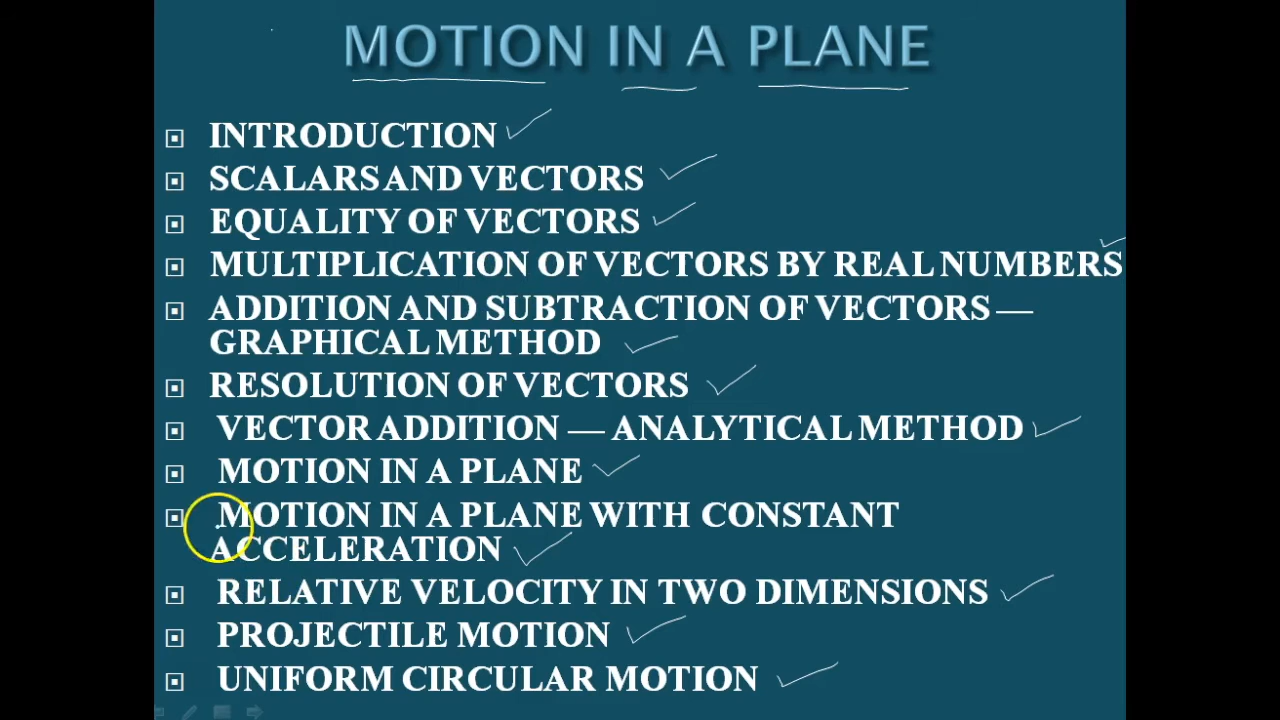 MOTION IN A PLANE
INTRODUCTION
SCALARS AND VECTORS
EQUALITY OF VECTORS
MULTIPLICATION OF VECTORS BY REAL NUMBERS
ADDITION AND SUBTRACTION OF VECTORS —
GRAPHICAL METHOD
RESOLUTION OF VECTORS
VECTOR ADDITION — ANALYTICAL METHOD
MOTION IN A PLANE
MOTION IN A PLANE WITH CONSTANT
ACCELERATION
RELATIVE VELOCITY IN TWO DIMENSIONS
PROJECTILE MOTION
UNIFORM CIRCULAR MOTION